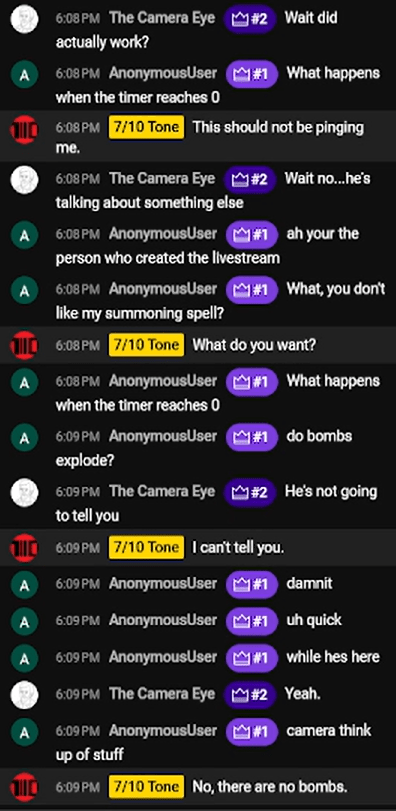 6:08 PM The Camera Eye #2 Wait did
actually work?
A 6:08 PM AnonymousUser #1 What happens
when the timer reaches 0
6:08 PM 7/10 Tone This should not be pinging
me.
6:08 PM The Camera Eye #2 Wait no...he's
talking about something else
A 6:08 PM AnonymousUser #1 ah your the
person who created the livestream
A 6:08 PM AnonymousUser #1 What, you don't
like my summoning spell?
6:08 PM 7/10 Tone What do you want?
A 6:08 PM AnonymousUser #1 What happens
when the timer reaches 0
A 6:09 PM AnonymousUser #1 do bombs
explode?
6:09 PM The Camera Eye #2 He's not going
to tell you
6:09 PM 7/10 Tone I can't tell you.
A 6:09 PM AnonymousUser #1 damnit
A 6:09 PM AnonymousUser #1 uh quick
A 6:09 PM AnonymousUser #1 while hes here
6:09 PM The Camera Eye #2 Yeah.
A 6:09 PM AnonymousUser #1 camera think
up of stuff
6:09 PM 7/10 Tone No, there are no bombs.